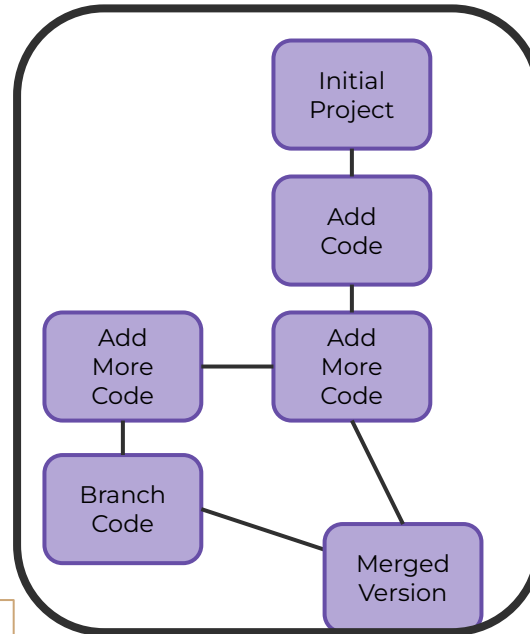 Initial
Project
Add
Code
Add
More
Code
Add
More
Code
Branch
Code
Merged
Version